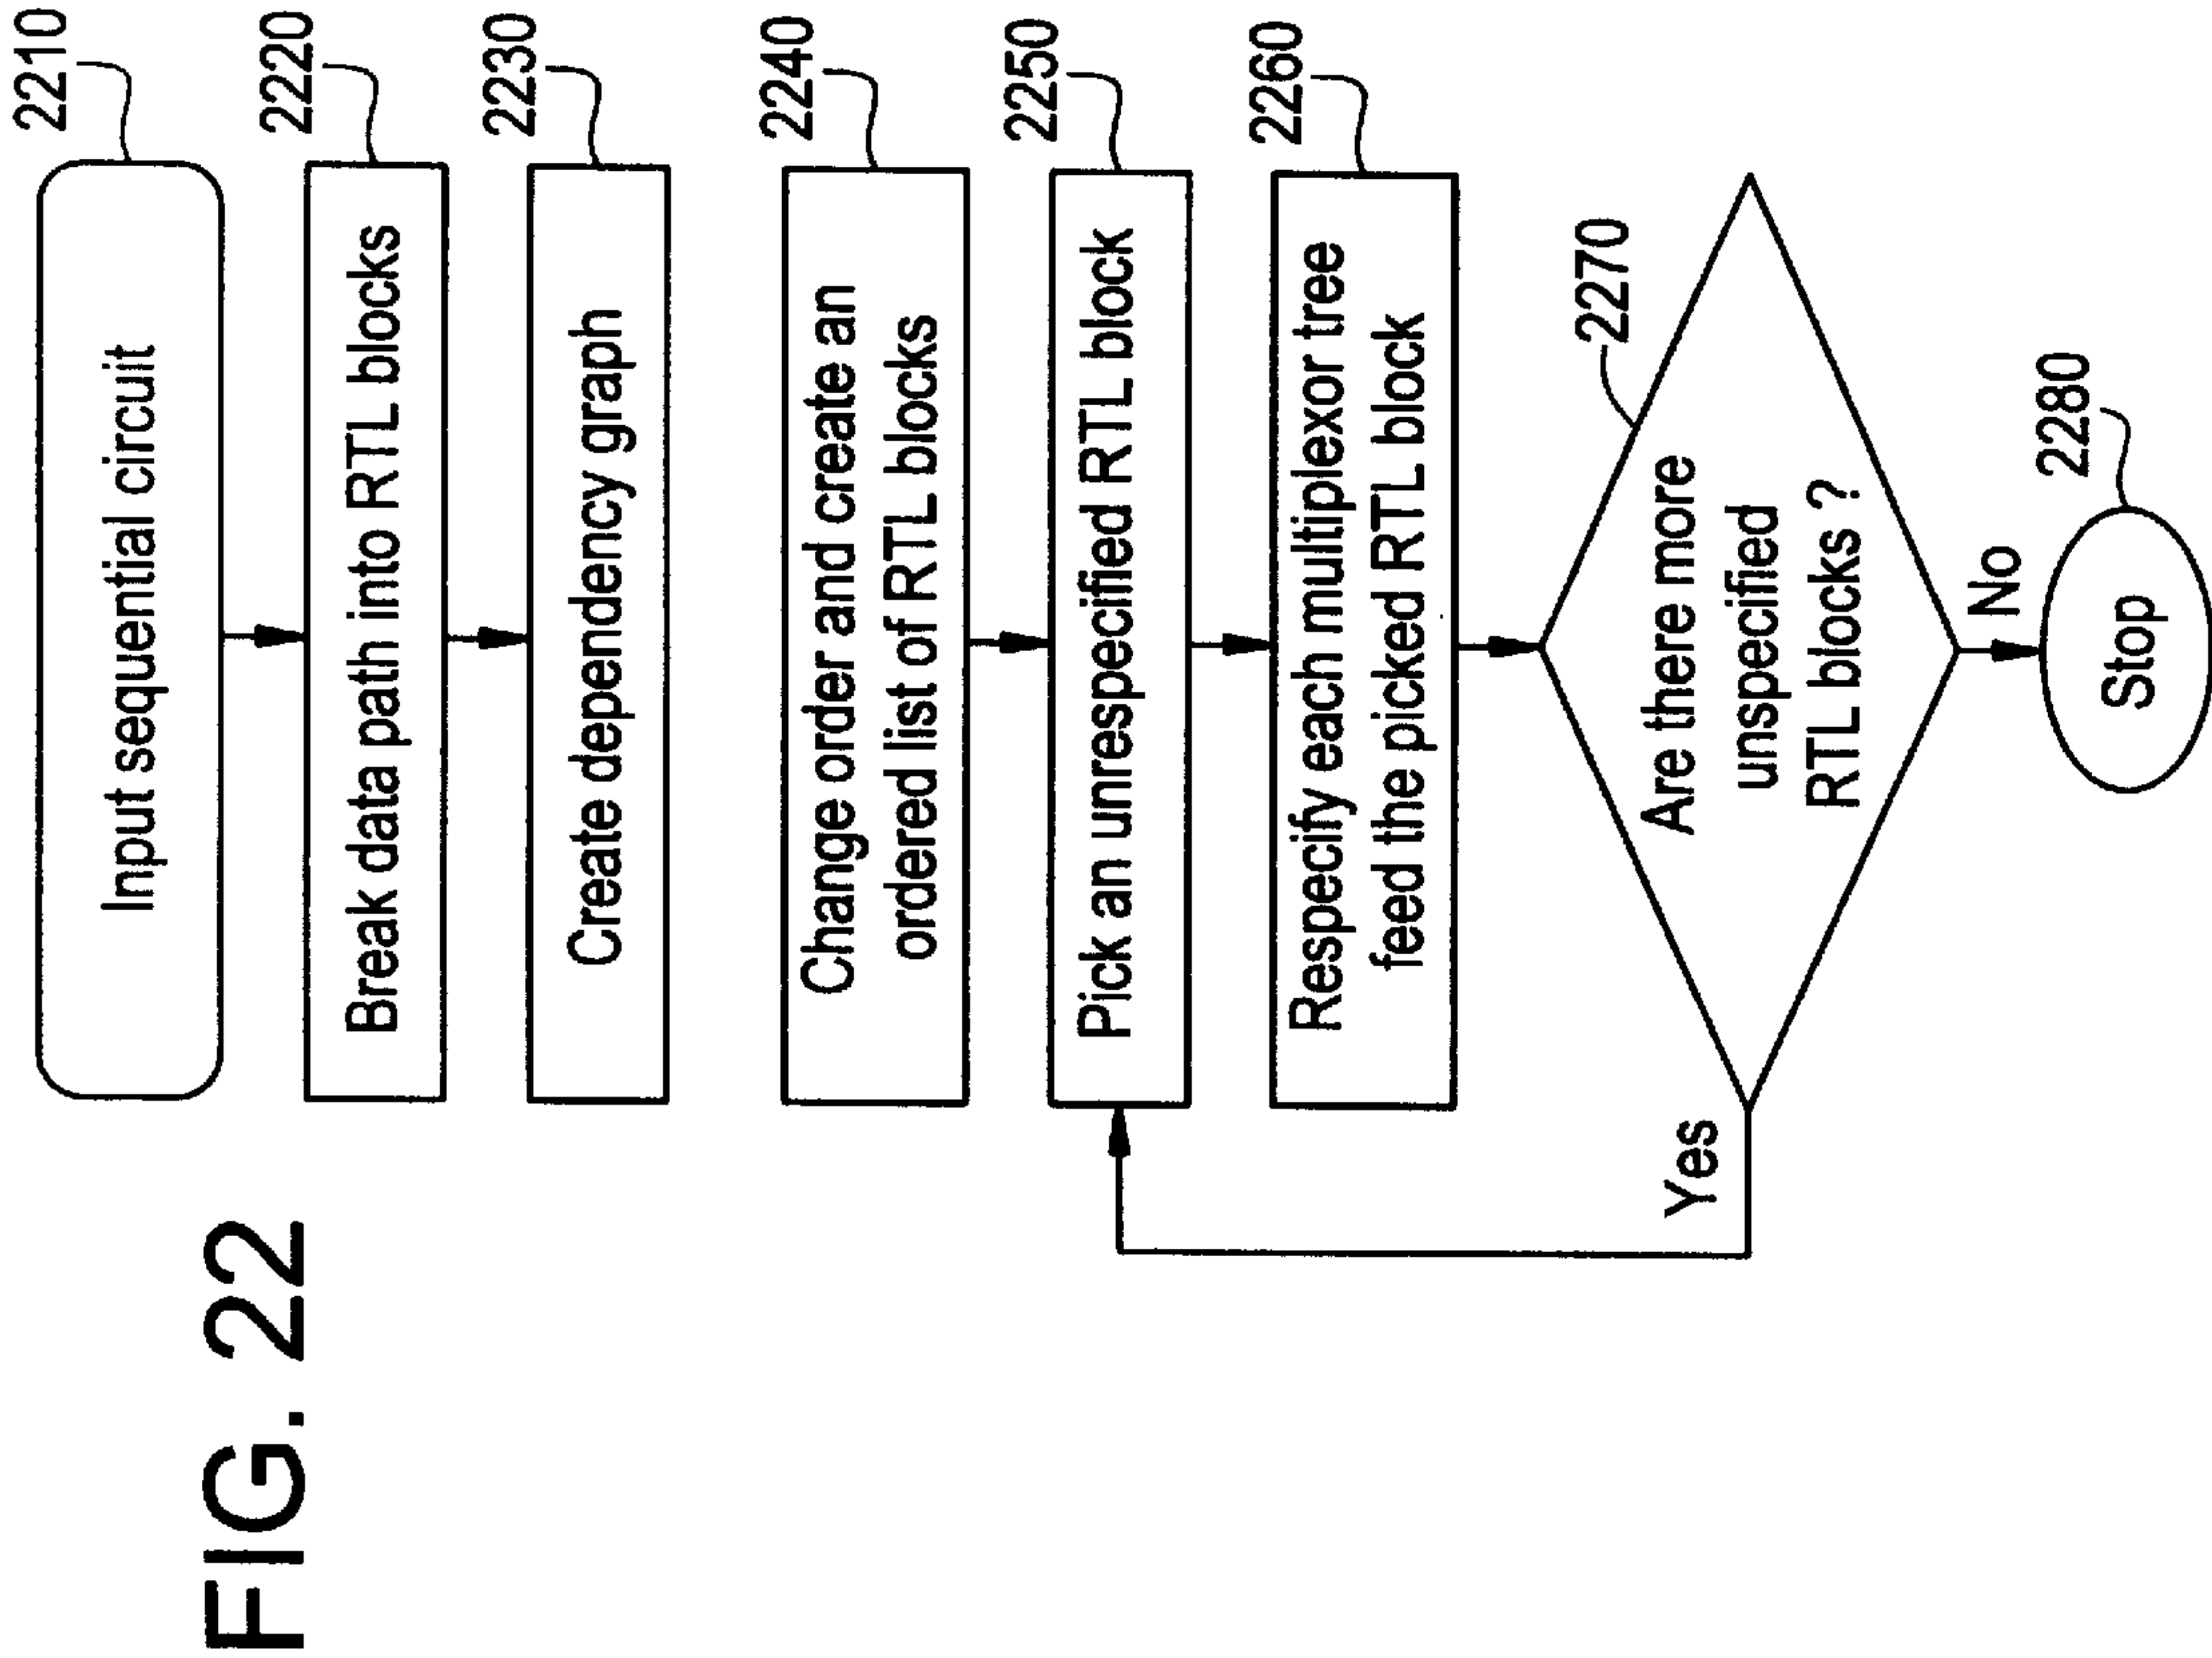 FIG. 22
Input sequential circuit
2210
Break data path into RTL blocks
2220
Create dependency graph
2230
Change order and create an
ordered list of RTL blocks
2240
Pick an unrespecified RTL block
2250
Respecify each multiplexor tree
feed the picked RTL block
2260
Are there more
unspecified
RTL blocks ?
2270
Yes
No
Stop
2280